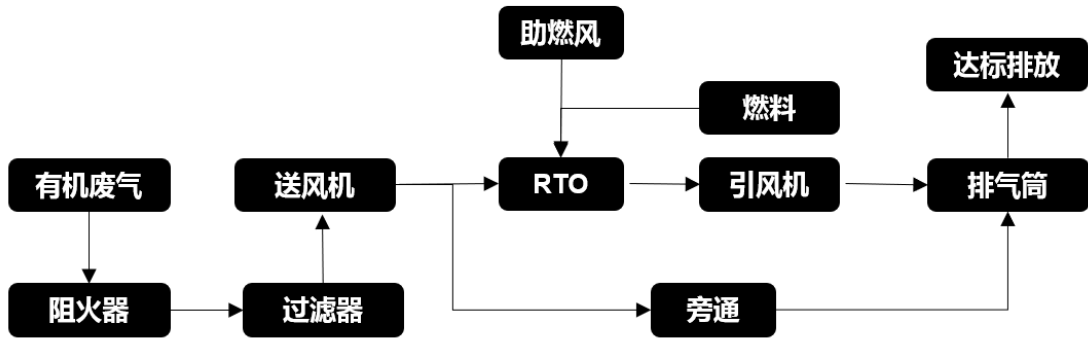 助燃风
达标排放
燃料
有机废气
送风机
RTO
引风机
排气筒
阻火器
过滤器
旁通